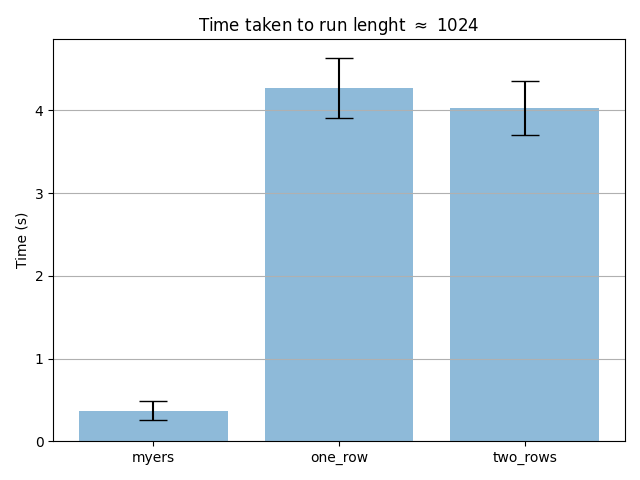 Time taken to run lenght ≈ 1024
Time (s)
4
3
2
1
0
myers
one_row
two_rows